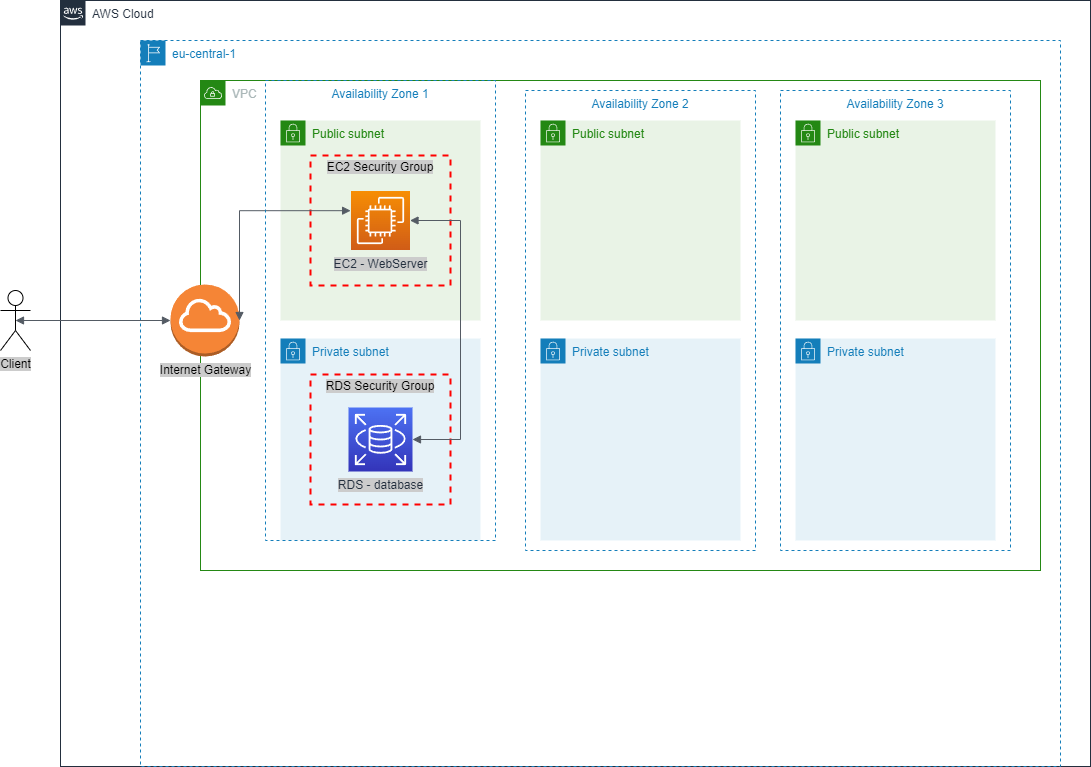 aws
AWS Cloud
eu-central-1
VPC
Availability Zone 1
Availability Zone 2
Availability Zone 3
Public subnet
Public subnet
Public subnet
EC2 Security Group
EC2 - WebServer
Client
Internet Gateway
Private subnet
Private subnet
Private subnet
RDS Security Group
RDS - database